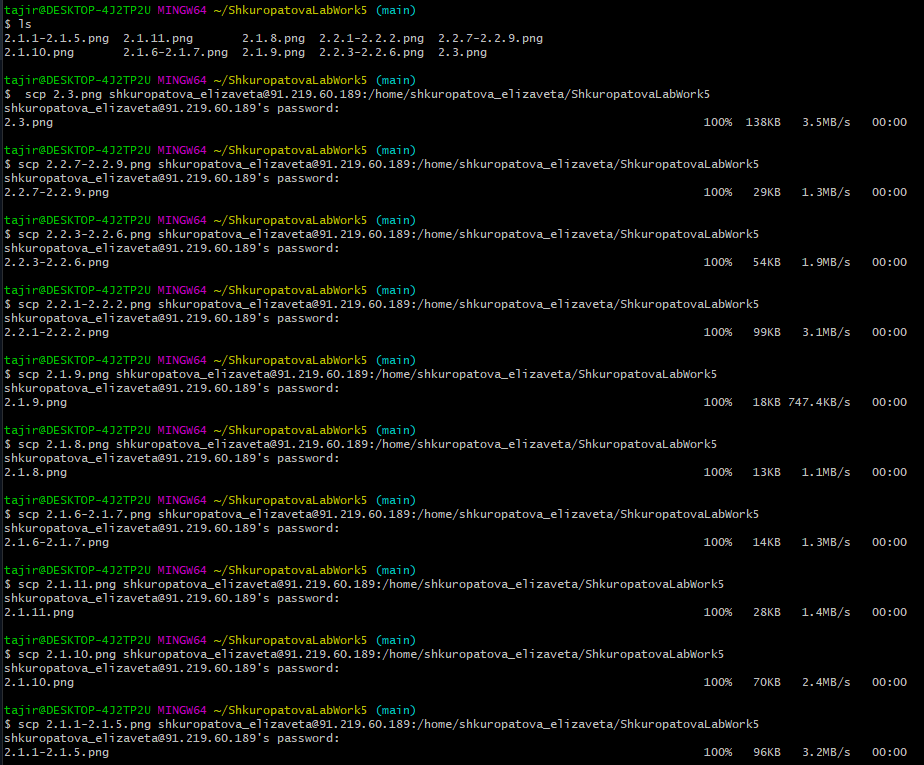 tajir@DESKTOP-4J2TP2U MINGW64 ~/ShkuropatovaLabWork5 (main)
$ ls
2.1.1-2.1.5.png  2.1.11.png       2.1.8.png  2.2.1-2.2.2.png  2.2.7-2.2.9.png
2.1.10.png       2.1.6-2.1.7.png  2.1.9.png  2.2.3-2.2.6.png  2.3.png
tajir@DESKTOP-4J2TP2U MINGW64 ~/ShkuropatovaLabWork5 (main)
$  scp 2.3.png shkuropatova_elizaveta@91.219.60.189:/home/shkuropatova_elizaveta/ShkuropatovaLabWork5
shkuropatova_elizaveta@91.219.60.189's password:
2.3.png 100% 138KB 3.5MB/s 00:00
tajir@DESKTOP-4J2TP2U MINGW64 ~/ShkuropatovaLabWork5 (main)
$ scp 2.2.7-2.2.9.png shkuropatova_elizaveta@91.219.60.189:/home/shkuropatova_elizaveta/ShkuropatovaLabWork5
shkuropatova_elizaveta@91.219.60.189's password:
2.2.7-2.2.9.png 100% 29KB 1.3MB/s 00:00
tajir@DESKTOP-4J2TP2U MINGW64 ~/ShkuropatovaLabWork5 (main)
$ scp 2.2.3-2.2.6.png shkuropatova_elizaveta@91.219.60.189:/home/shkuropatova_elizaveta/ShkuropatovaLabWork5
shkuropatova_elizaveta@91.219.60.189's password:
2.2.3-2.2.6.png 100% 54KB 1.9MB/s 00:00
tajir@DESKTOP-4J2TP2U MINGW64 ~/ShkuropatovaLabWork5 (main)
$ scp 2.2.1-2.2.2.png shkuropatova_elizaveta@91.219.60.189:/home/shkuropatova_elizaveta/ShkuropatovaLabWork5
shkuropatova_elizaveta@91.219.60.189's password:
2.2.1-2.2.2.png 100% 99KB 3.1MB/s 00:00
tajir@DESKTOP-4J2TP2U MINGW64 ~/ShkuropatovaLabWork5 (main)
$ scp 2.1.9.png shkuropatova_elizaveta@91.219.60.189:/home/shkuropatova_elizaveta/ShkuropatovaLabWork5
shkuropatova_elizaveta@91.219.60.189's password:
2.1.9.png 100% 18KB 747.4KB/s 00:00
tajir@DESKTOP-4J2TP2U MINGW64 ~/ShkuropatovaLabWork5 (main)
$ scp 2.1.8.png shkuropatova_elizaveta@91.219.60.189:/home/shkuropatova_elizaveta/ShkuropatovaLabWork5
shkuropatova_elizaveta@91.219.60.189's password:
2.1.8.png 100% 13KB 1.1MB/s 00:00
tajir@DESKTOP-4J2TP2U MINGW64 ~/ShkuropatovaLabWork5 (main)
$ scp 2.1.6-2.1.7.png shkuropatova_elizaveta@91.219.60.189:/home/shkuropatova_elizaveta/ShkuropatovaLabWork5
shkuropatova_elizaveta@91.219.60.189's password:
2.1.6-2.1.7.png 100% 14KB 1.3MB/s 00:00
tajir@DESKTOP-4J2TP2U MINGW64 ~/ShkuropatovaLabWork5 (main)
$ scp 2.1.11.png shkuropatova_elizaveta@91.219.60.189:/home/shkuropatova_elizaveta/ShkuropatovaLabWork5
shkuropatova_elizaveta@91.219.60.189's password:
2.1.11.png 100% 28KB 1.4MB/s 00:00
tajir@DESKTOP-4J2TP2U MINGW64 ~/ShkuropatovaLabWork5 (main)
$ scp 2.1.10.png shkuropatova_elizaveta@91.219.60.189:/home/shkuropatova_elizaveta/ShkuropatovaLabWork5
shkuropatova_elizaveta@91.219.60.189's password:
2.1.10.png 100% 70KB 2.4MB/s 00:00
tajir@DESKTOP-4J2TP2U MINGW64 ~/ShkuropatovaLabWork5 (main)
$ scp 2.1.1-2.1.5.png shkuropatova_elizaveta@91.219.60.189:/home/shkuropatova_elizaveta/ShkuropatovaLabWork5
shkuropatova_elizaveta@91.219.60.189's password:
2.1.1-2.1.5.png 100% 96KB 3.2MB/s 00:00